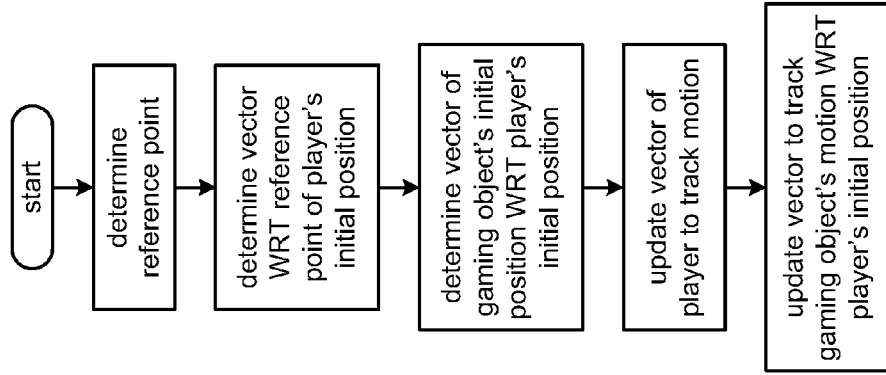 start
determine
reference point
determine vector
WRT reference
point of player's
initial position
determine vector of
gaming object's initial
position WRT player's
initial position
update vector of
player to track motion
update vector to track
gaming object's motion WRT
player's initial position